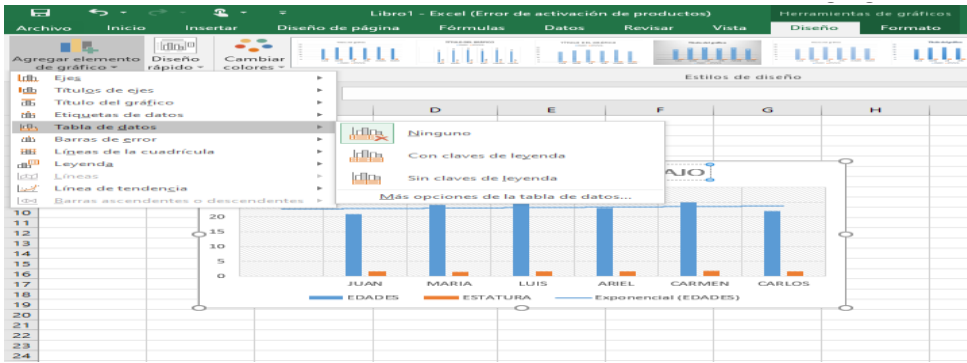 Libro1 - Excel (Error de activación de productos)
Herramientas de gráficos
Archivo Inicio Insertar Diseño de página Fórmulas Datos Revisar Vista Diseño Formato
Agregar elemento de gráfico
Diseño rápido
Cambiar colores
Estilos de diseño
Ejes
Títulos de ejes
Título del gráfico
Etiquetas de datos
Tabla de datos
Barras de error
Líneas de la cuadrícula
Leyenda
Líneas
Línea de tendencia
Barras ascendentes o descendentes
Ninguno
Con claves de leyenda
Sin claves de leyenda
Más opciones de la tabla de datos...
D E F G H
AJO
10
11
12
13
14
15
16
17
18
19
20
21
22
23
24
20
15
10
5
0
JUAN MARIA LUIS ARIEL CARMEN CARLOS
EDADES ESTATURA Exponencial (EDADES)